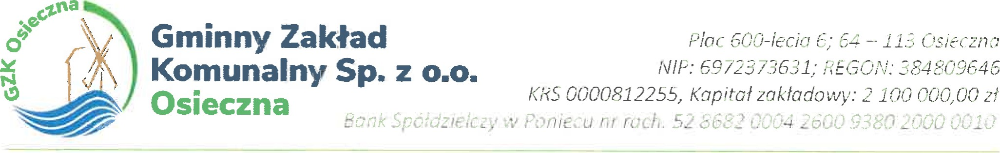 GZK Osieczna
Gminny Zakład
Komunalny Sp. z o.o.
Osieczna
Plac 600-lecia 6; 64 – 113 Osieczna
NIP: 6972373631; REGON: 384809646
KRS 0000812255, Kapitał zakładowy: 2 100 000,00 zł
Bank Spółdzielczy w Poniecu nr rach. 52 8682 0004 2600 9380 2000 0010